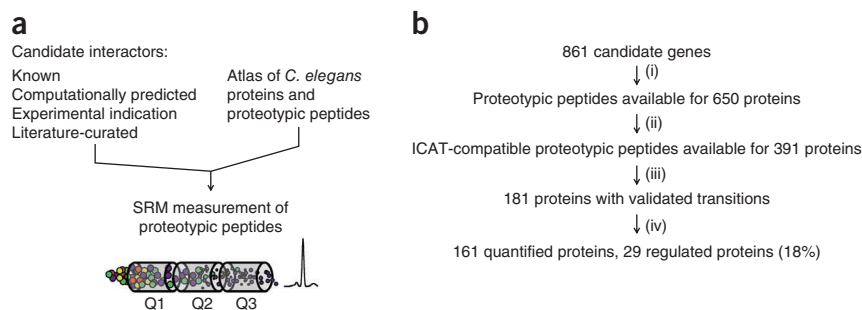 a
Candidate interactors:
Known
Computationally predicted
Experimental indication
Literature-curated
Atlas of C. elegans
proteins and
proteotypic peptides
SRM measurement of
proteotypic peptides
Q1 Q2 Q3
b
861 candidate genes
(i)
Proteotypic peptides available for 650 proteins
(ii)
ICAT-compatible proteotypic peptides available for 391 proteins
(iii)
181 proteins with validated transitions
(iv)
161 quantified proteins, 29 regulated proteins (18%)